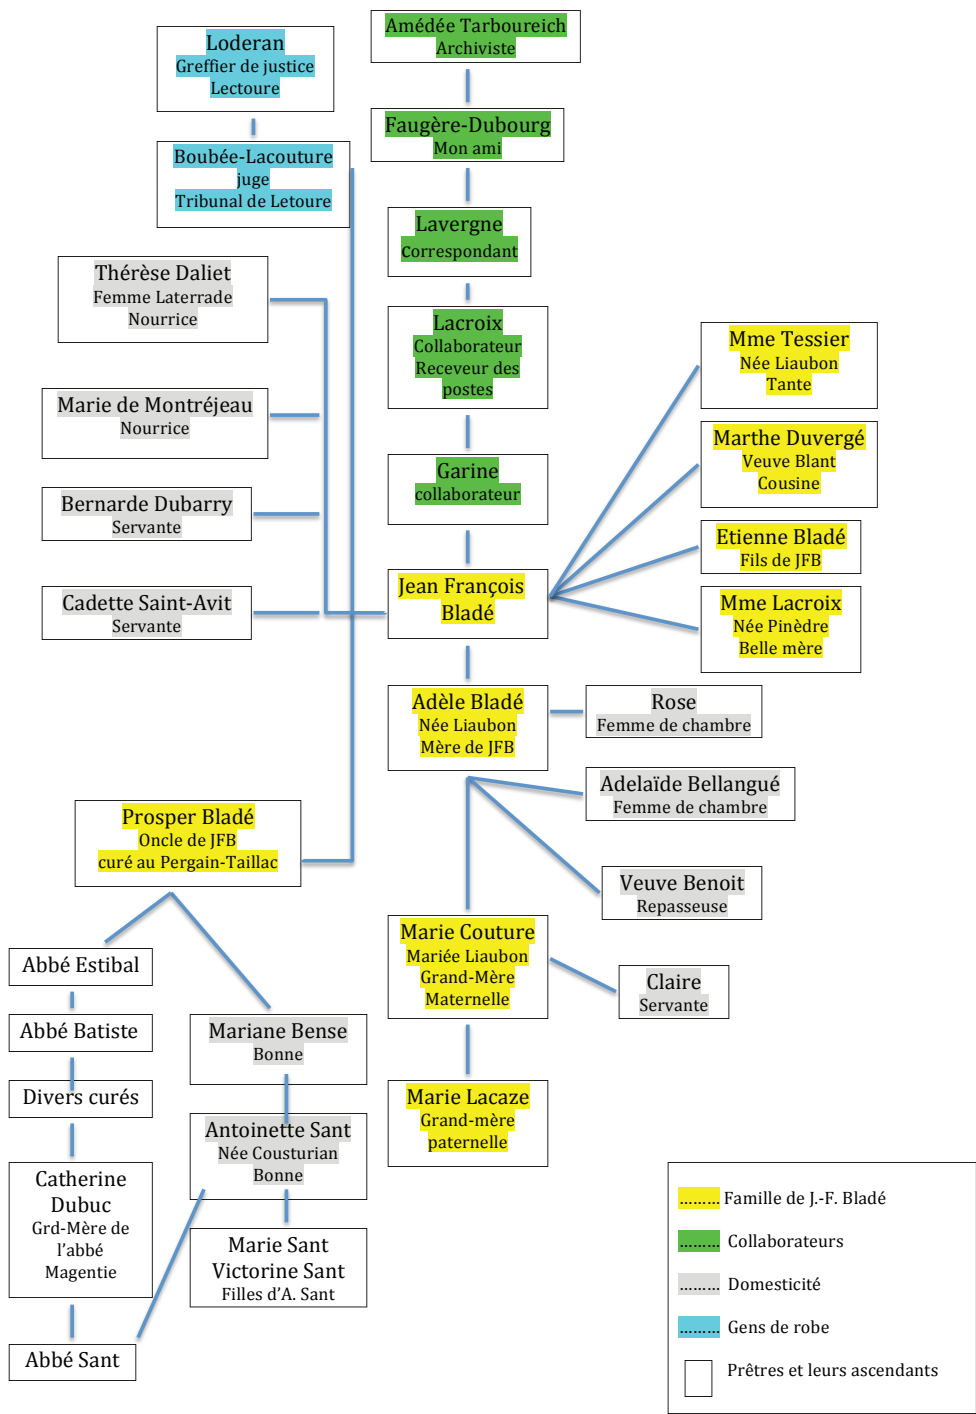 Amédée Tarboureich
Archiviste
Loderan
Greffier de justice
Lectoure
Faugère-Dubourg
Mon ami
Boubée-Lacouture
juge
Tribunal de Letoure
Lavergne
Correspondant
Thérèse Daliet
Femme Laterrade
Nourrice
Lacroix
Collaborateur
Receveur des
postes
Mme Tessier
Née Liaubon
Tante
Marie de Montréjeau
Nourrice
Marthe Duvergé
Veuve Blant
Cousine
Garine
collaborateur
Bernarde Dubarry
Servante
Etienne Bladé
Fils de JFB
Jean François
Bladé
Cadette Saint-Avit
Servante
Mme Lacroix
Née Pinèdre
Belle mère
Adèle Bladé
Née Liaubon
Mère de JFB
Rose
Femme de chambre
Adelaïde Bellangué
Femme de chambre
Prosper Bladé
Oncle de JFB
curé au Pergain-Taillac
Veuve Benoit
Repasseuse
Marie Couture
Mariée Liaubon
Grand-Mère
Maternelle
Abbé Estibal
Claire
Servante
Abbé Batiste
Mariane Bense
Bonne
Divers curés
Marie Lacaze
Grand-mère
paternelle
Antoinette Sant
Née Cousturian
Bonne
Catherine
Dubuc
Grd-Mère de
l'abbé
Magentie
Marie Sant
Victorine Sant
Filles d'A. Sant
Abbé Sant
......... Famille de J.-F. Bladé
......... Collaborateurs
......... Domesticité
......... Gens de robe
Prêtres et leurs ascendants